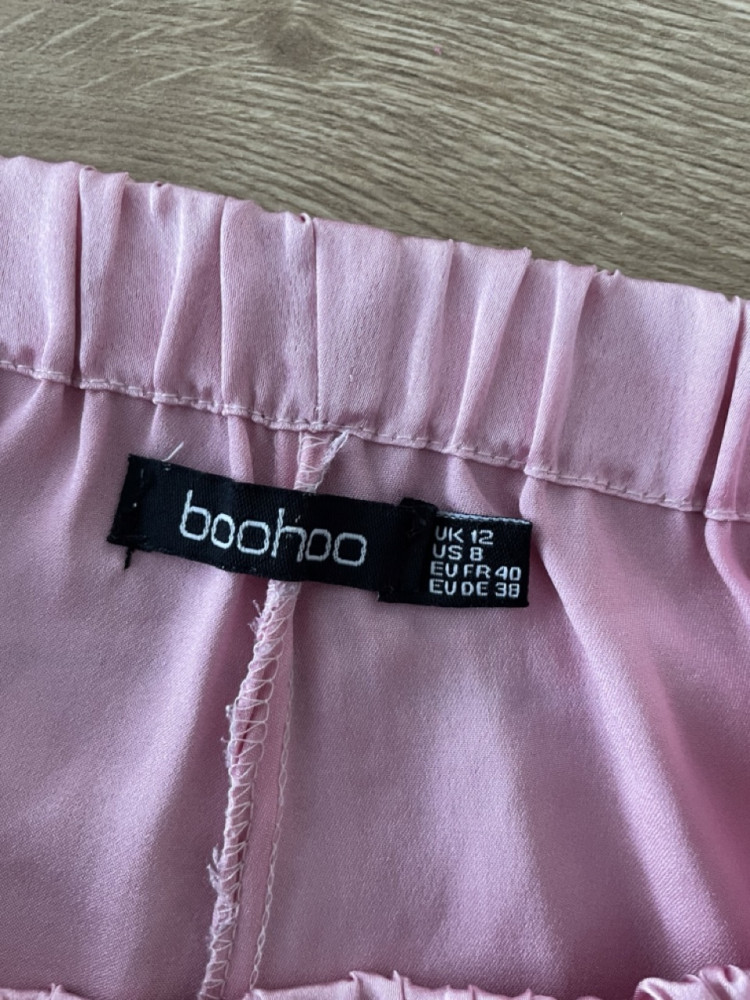 boohoo
UK 12
US 8
EU FR 40
EU DE 38